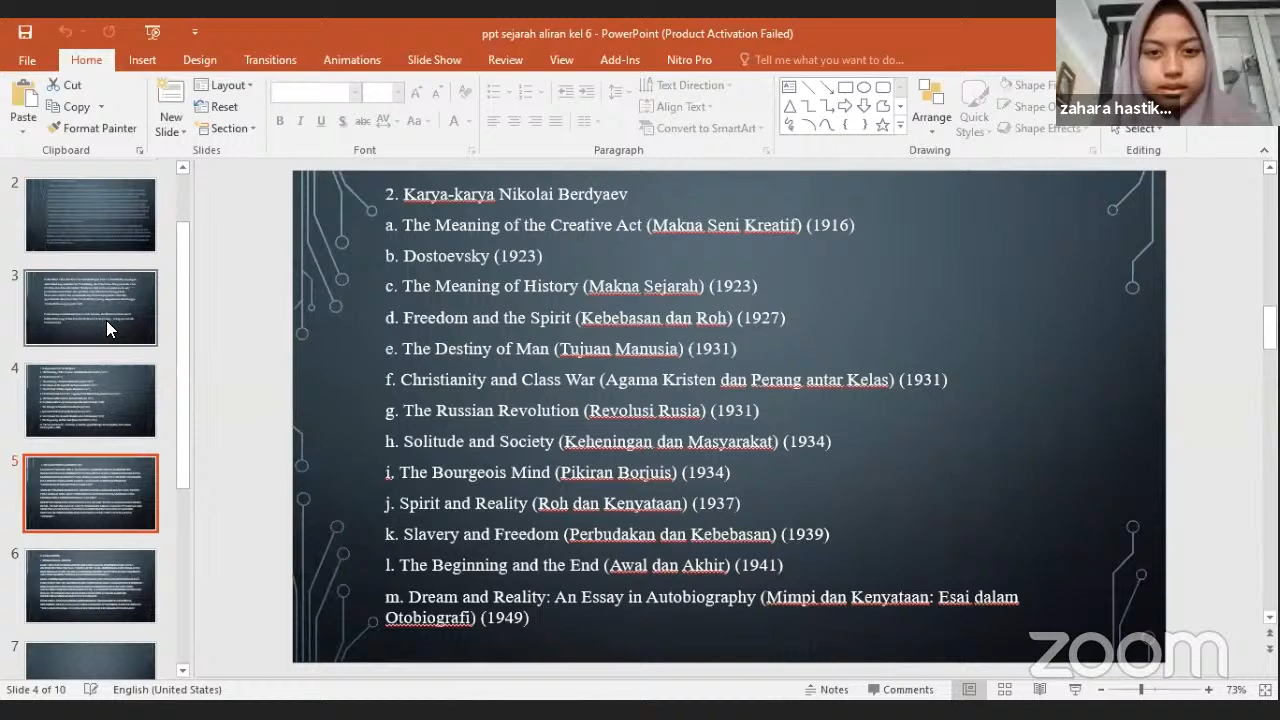 ppt sejarah aliran kel 6 - PowerPoint (Product Activation Failed)
File Home Insert Design Transitions Animations Slide Show Review View Add-Ins Nitro Pro Tell me what you want to do...
Paste
Cut
Copy
Format Painter
Clipboard
New Slide
Layout
Reset
Section
Slides
B I U S abc AV Aa A
Font
Text Direction
Align Text
Convert to SmartArt
Paragraph
Arrange
Quick Styles
Shape Fi
Shape O
Shape Effects
Drawing
Select
Editing
zahara hastik...
2
3
4
5
6
7
2. Karya-karya Nikolai Berdyaev
a. The Meaning of the Creative Act (Makna Seni Kreatif) (1916)
b. Dostoevsky (1923)
c. The Meaning of History (Makna Sejarah) (1923)
d. Freedom and the Spirit (Kebebasan dan Roh) (1927)
e. The Destiny of Man (Tujuan Manusia) (1931)
f. Christianity and Class War (Agama Kristen dan Perang antar Kelas) (1931)
g. The Russian Revolution (Revolusi Rusia) (1931)
h. Solitude and Society (Keheningan dan Masyarakat) (1934)
i. The Bourgeois Mind (Pikiran Borjuis) (1934)
j. Spirit and Reality (Roh dan Kenyataan) (1937)
k. Slavery and Freedom (Perbudakan dan Kebebasan) (1939)
l. The Beginning and the End (Awal dan Akhir) (1941)
m. Dream and Reality: An Essay in Autobiography (Mimpi dan Kenyataan: Esai dalam
Otobiografi) (1949)
zoom
Slide 4 of 10 English (United States) Notes Comments 73%